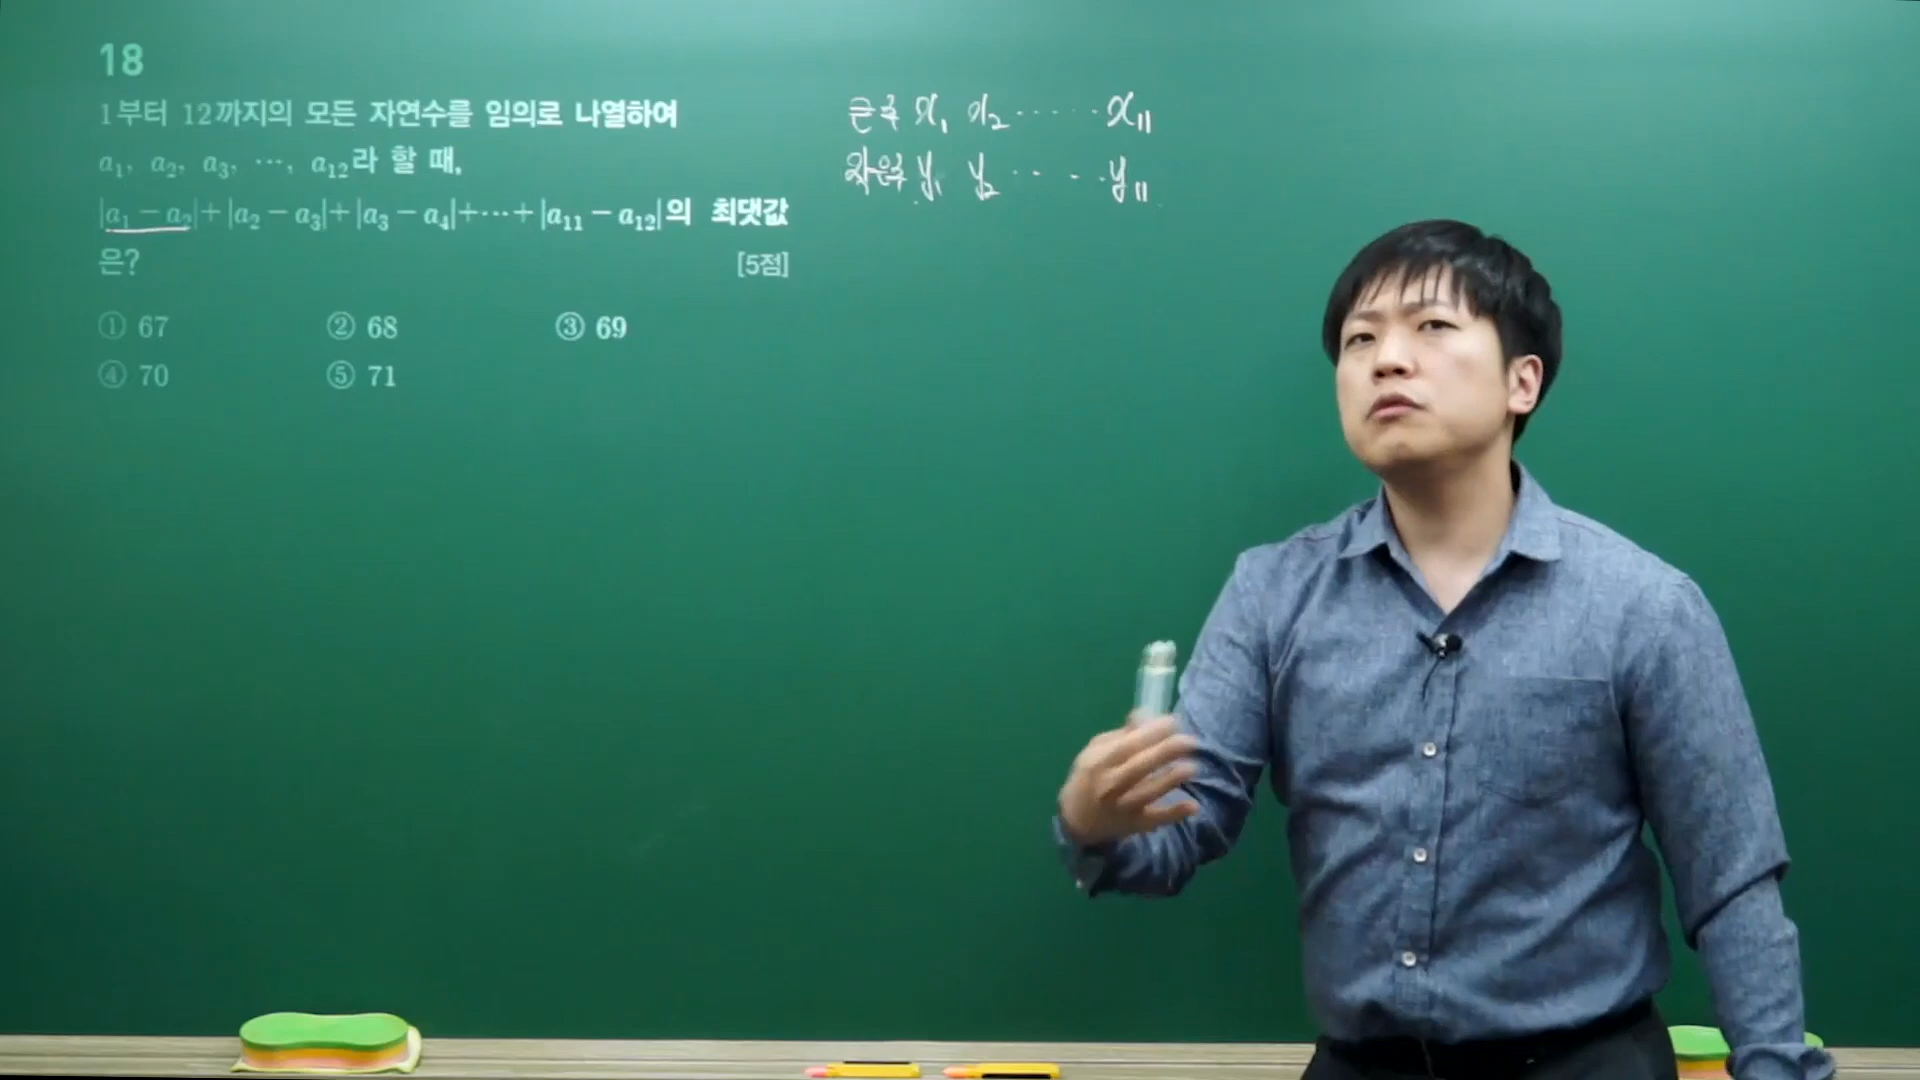 18
1부터 12까지의 모든 자연수를 임의로 나열하여
a₁, a₂, a₃, ⋯, a₁₂라 할 때,
|a₁ − a₂|+|a₂ − a₃|+|a₃ − a₄|+⋯+|a₁₁ − a₁₂|의 최댓값
은? [5점]
① 67 ② 68 ③ 69
④ 70 ⑤ 71
큰수 x₁ x₂ ····· x₁₁
작은수 y₁ y₂ ····· y₁₁